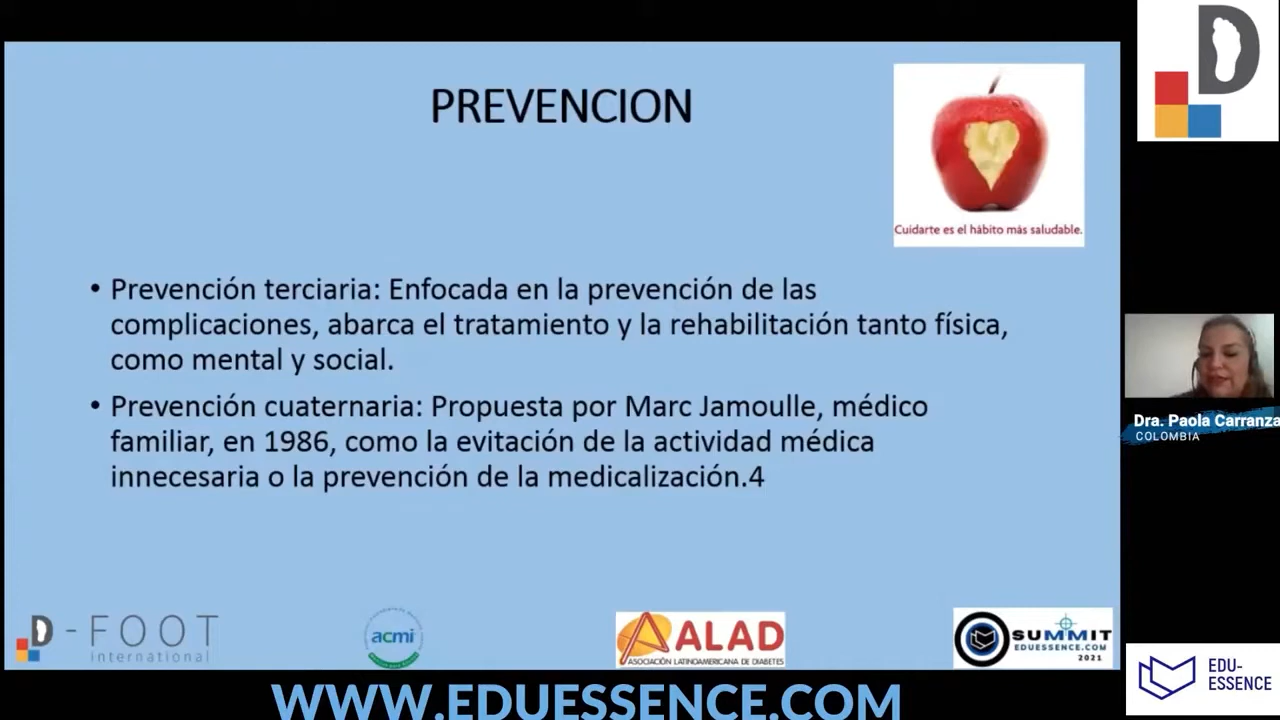 PREVENCION
Cuidarte es el hábito más saludable.
• Prevención terciaria: Enfocada en la prevención de las
complicaciones, abarca el tratamiento y la rehabilitación tanto física,
como mental y social.
• Prevención cuaternaria: Propuesta por Marc Jamoulle, médico
familiar, en 1986, como la evitación de la actividad médica
innecesaria o la prevención de la medicalización.4
D-FOOT
international
acmi
ALAD
ASOCIACIÓN LATINOAMERICANA DE DIABETES
SUMMIT
EDUESSENCE.COM
2021
D
Dra. Paola Carranza
COLOMBIA
EDU-
ESSENCE
WWW.EDUESSENCE.COM